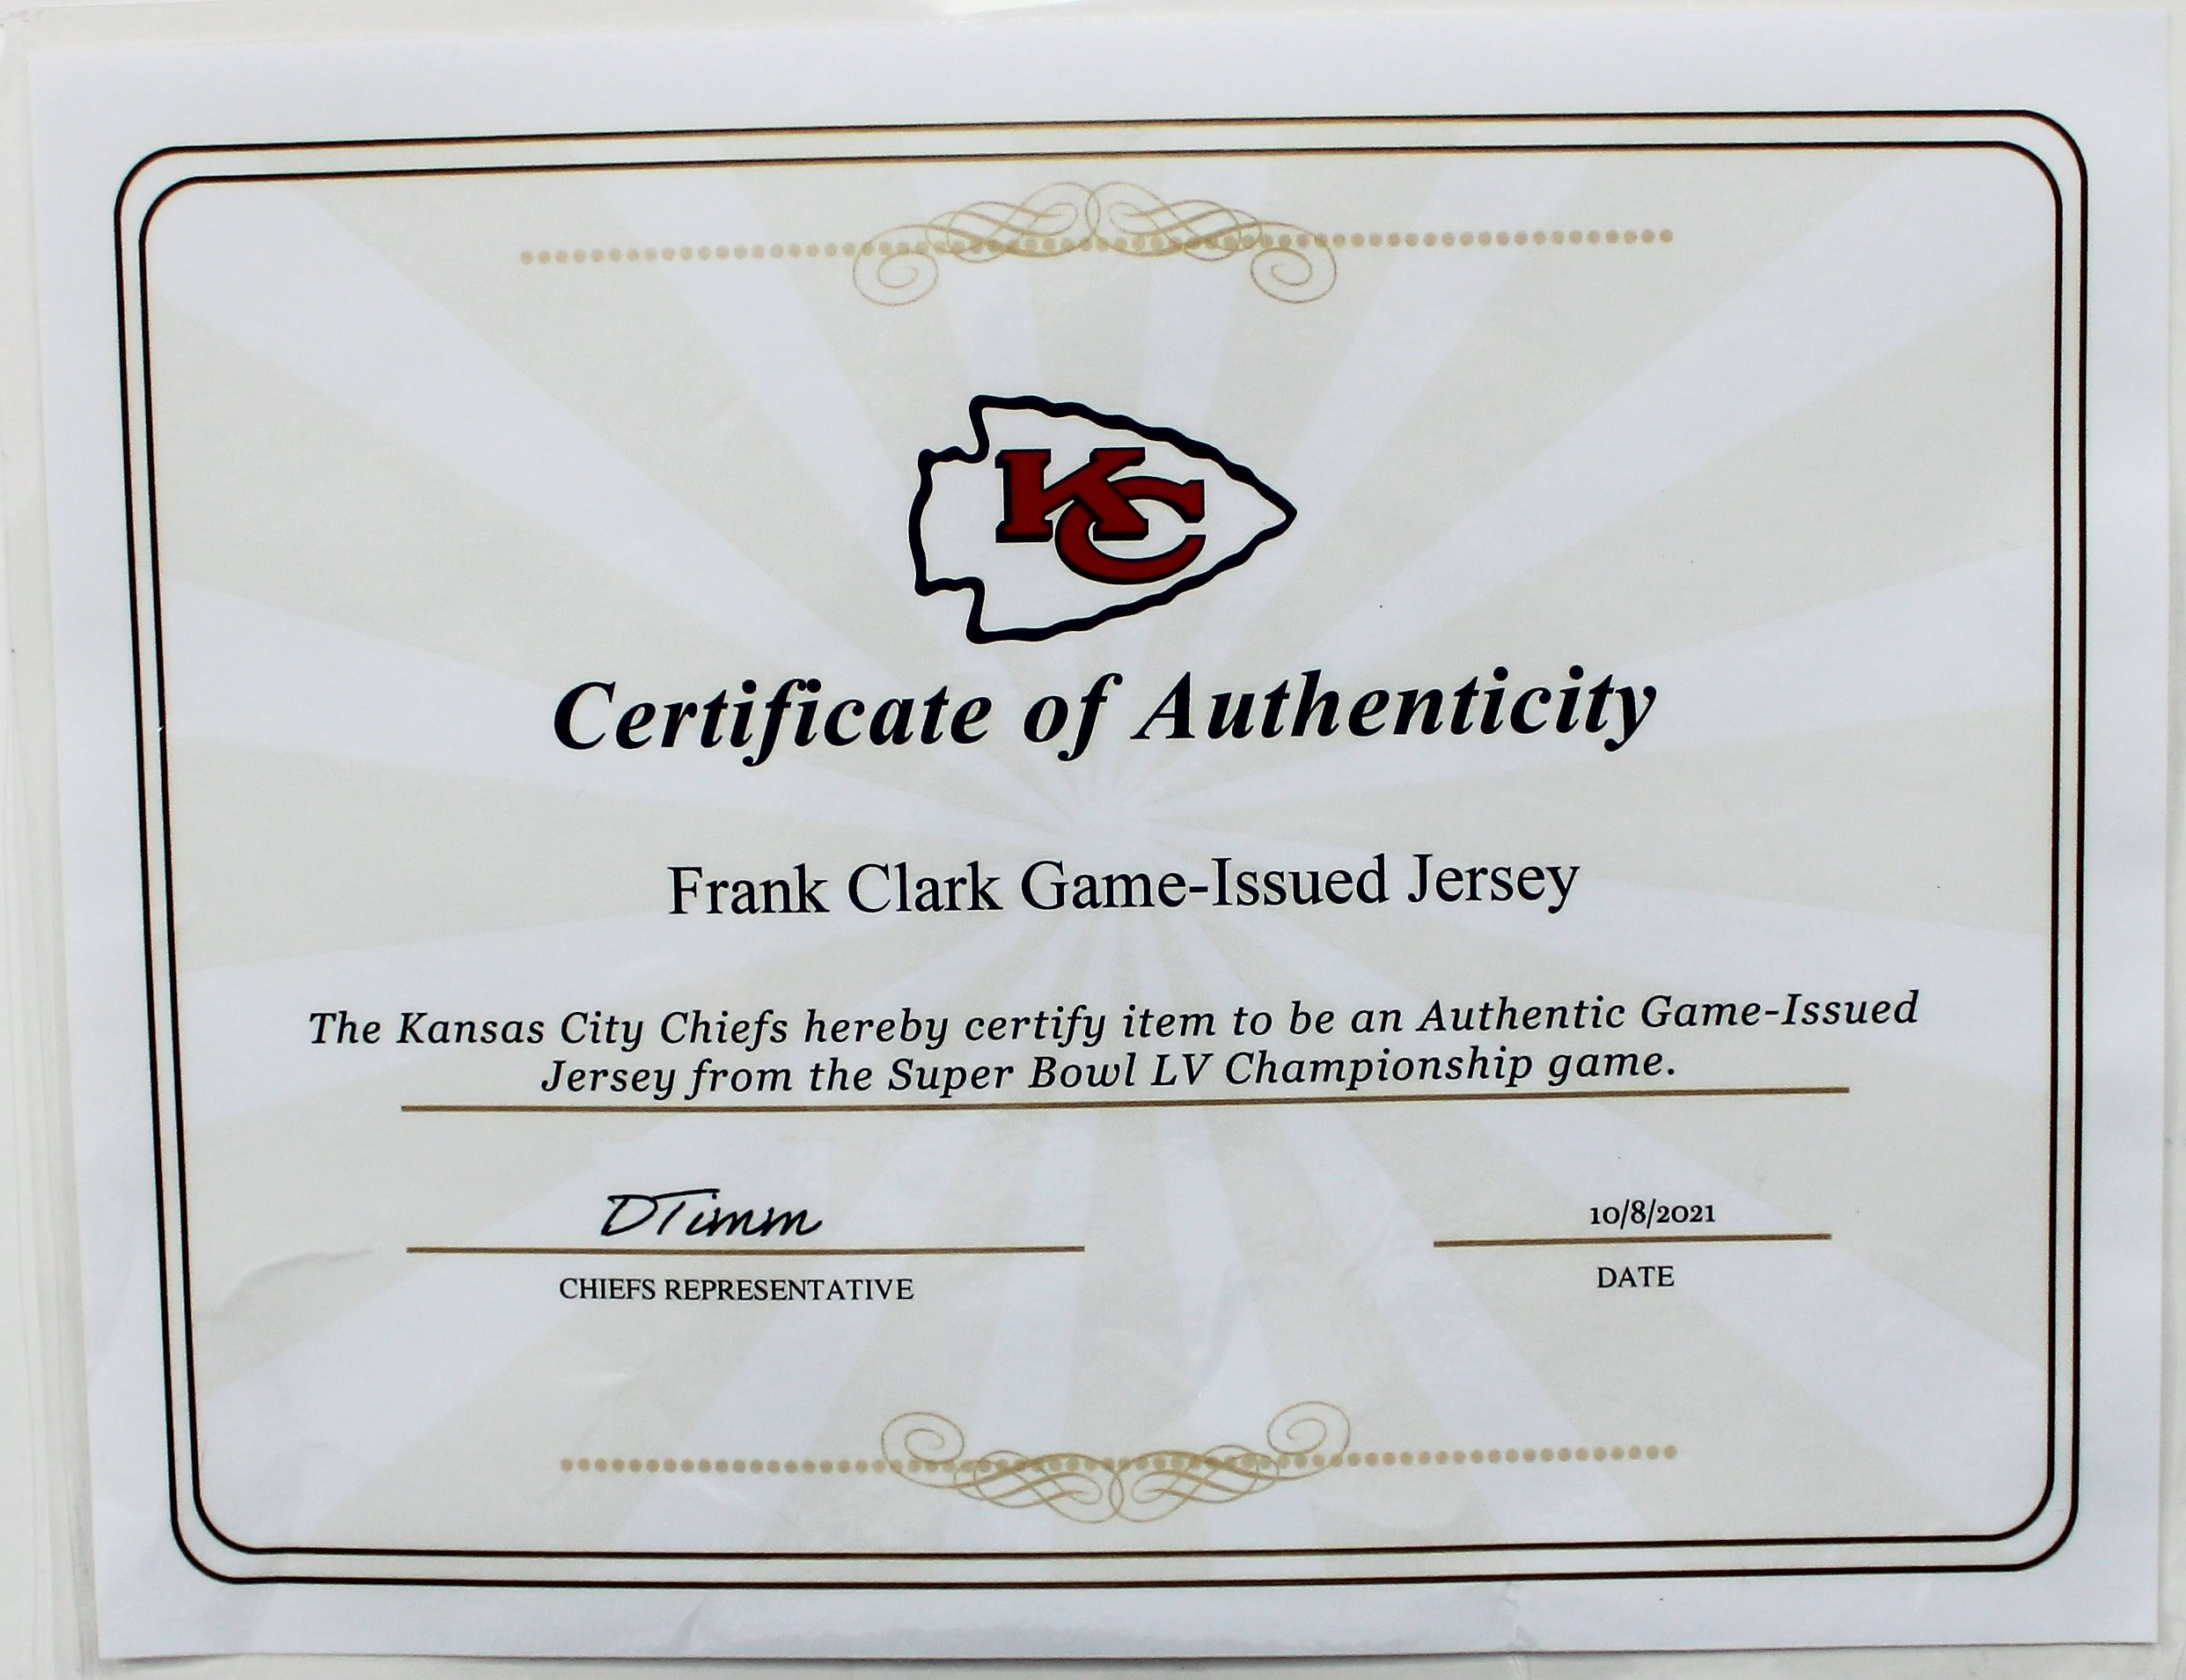 KC
Certificate of Authenticity
Frank Clark Game-Issued Jersey
The Kansas City Chiefs hereby certify item to be an Authentic Game-Issued
Jersey from the Super Bowl LV Championship game.
DTimm
10/8/2021
CHIEFS REPRESENTATIVE
DATE